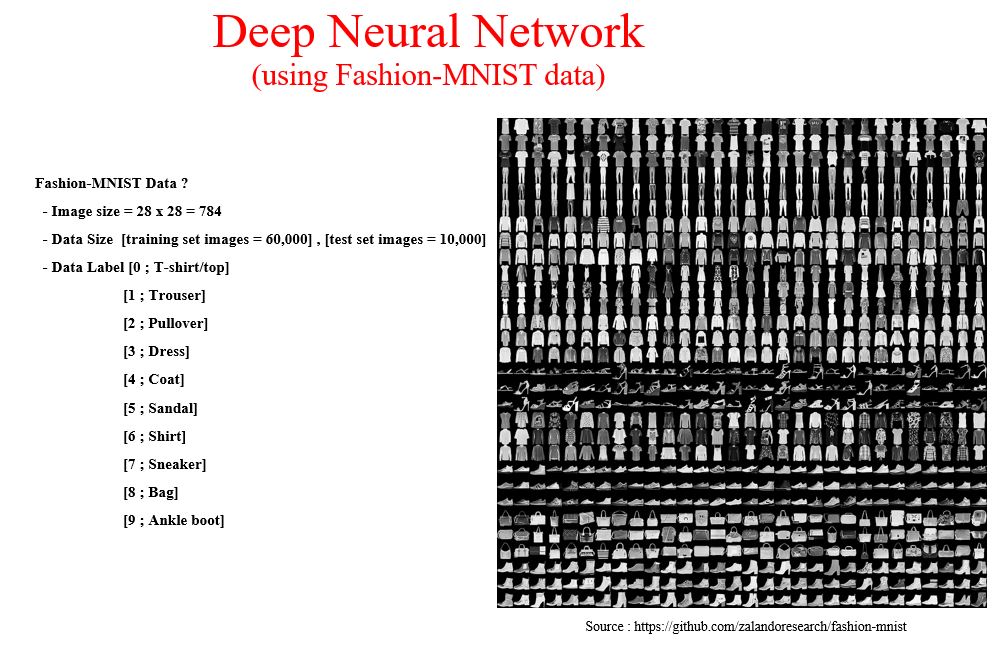 Deep Neural Network
(using Fashion-MNIST data)
Fashion-MNIST Data ?
- Image size = 28 x 28 = 784
- Data Size [training set images = 60,000] , [test set images = 10,000]
- Data Label [0 ; T-shirt/top]
[1 ; Trouser]
[2 ; Pullover]
[3 ; Dress]
[4 ; Coat]
[5 ; Sandal]
[6 ; Shirt]
[7 ; Sneaker]
[8 ; Bag]
[9 ; Ankle boot]
Source : https://github.com/zalandoresearch/fashion-mnist